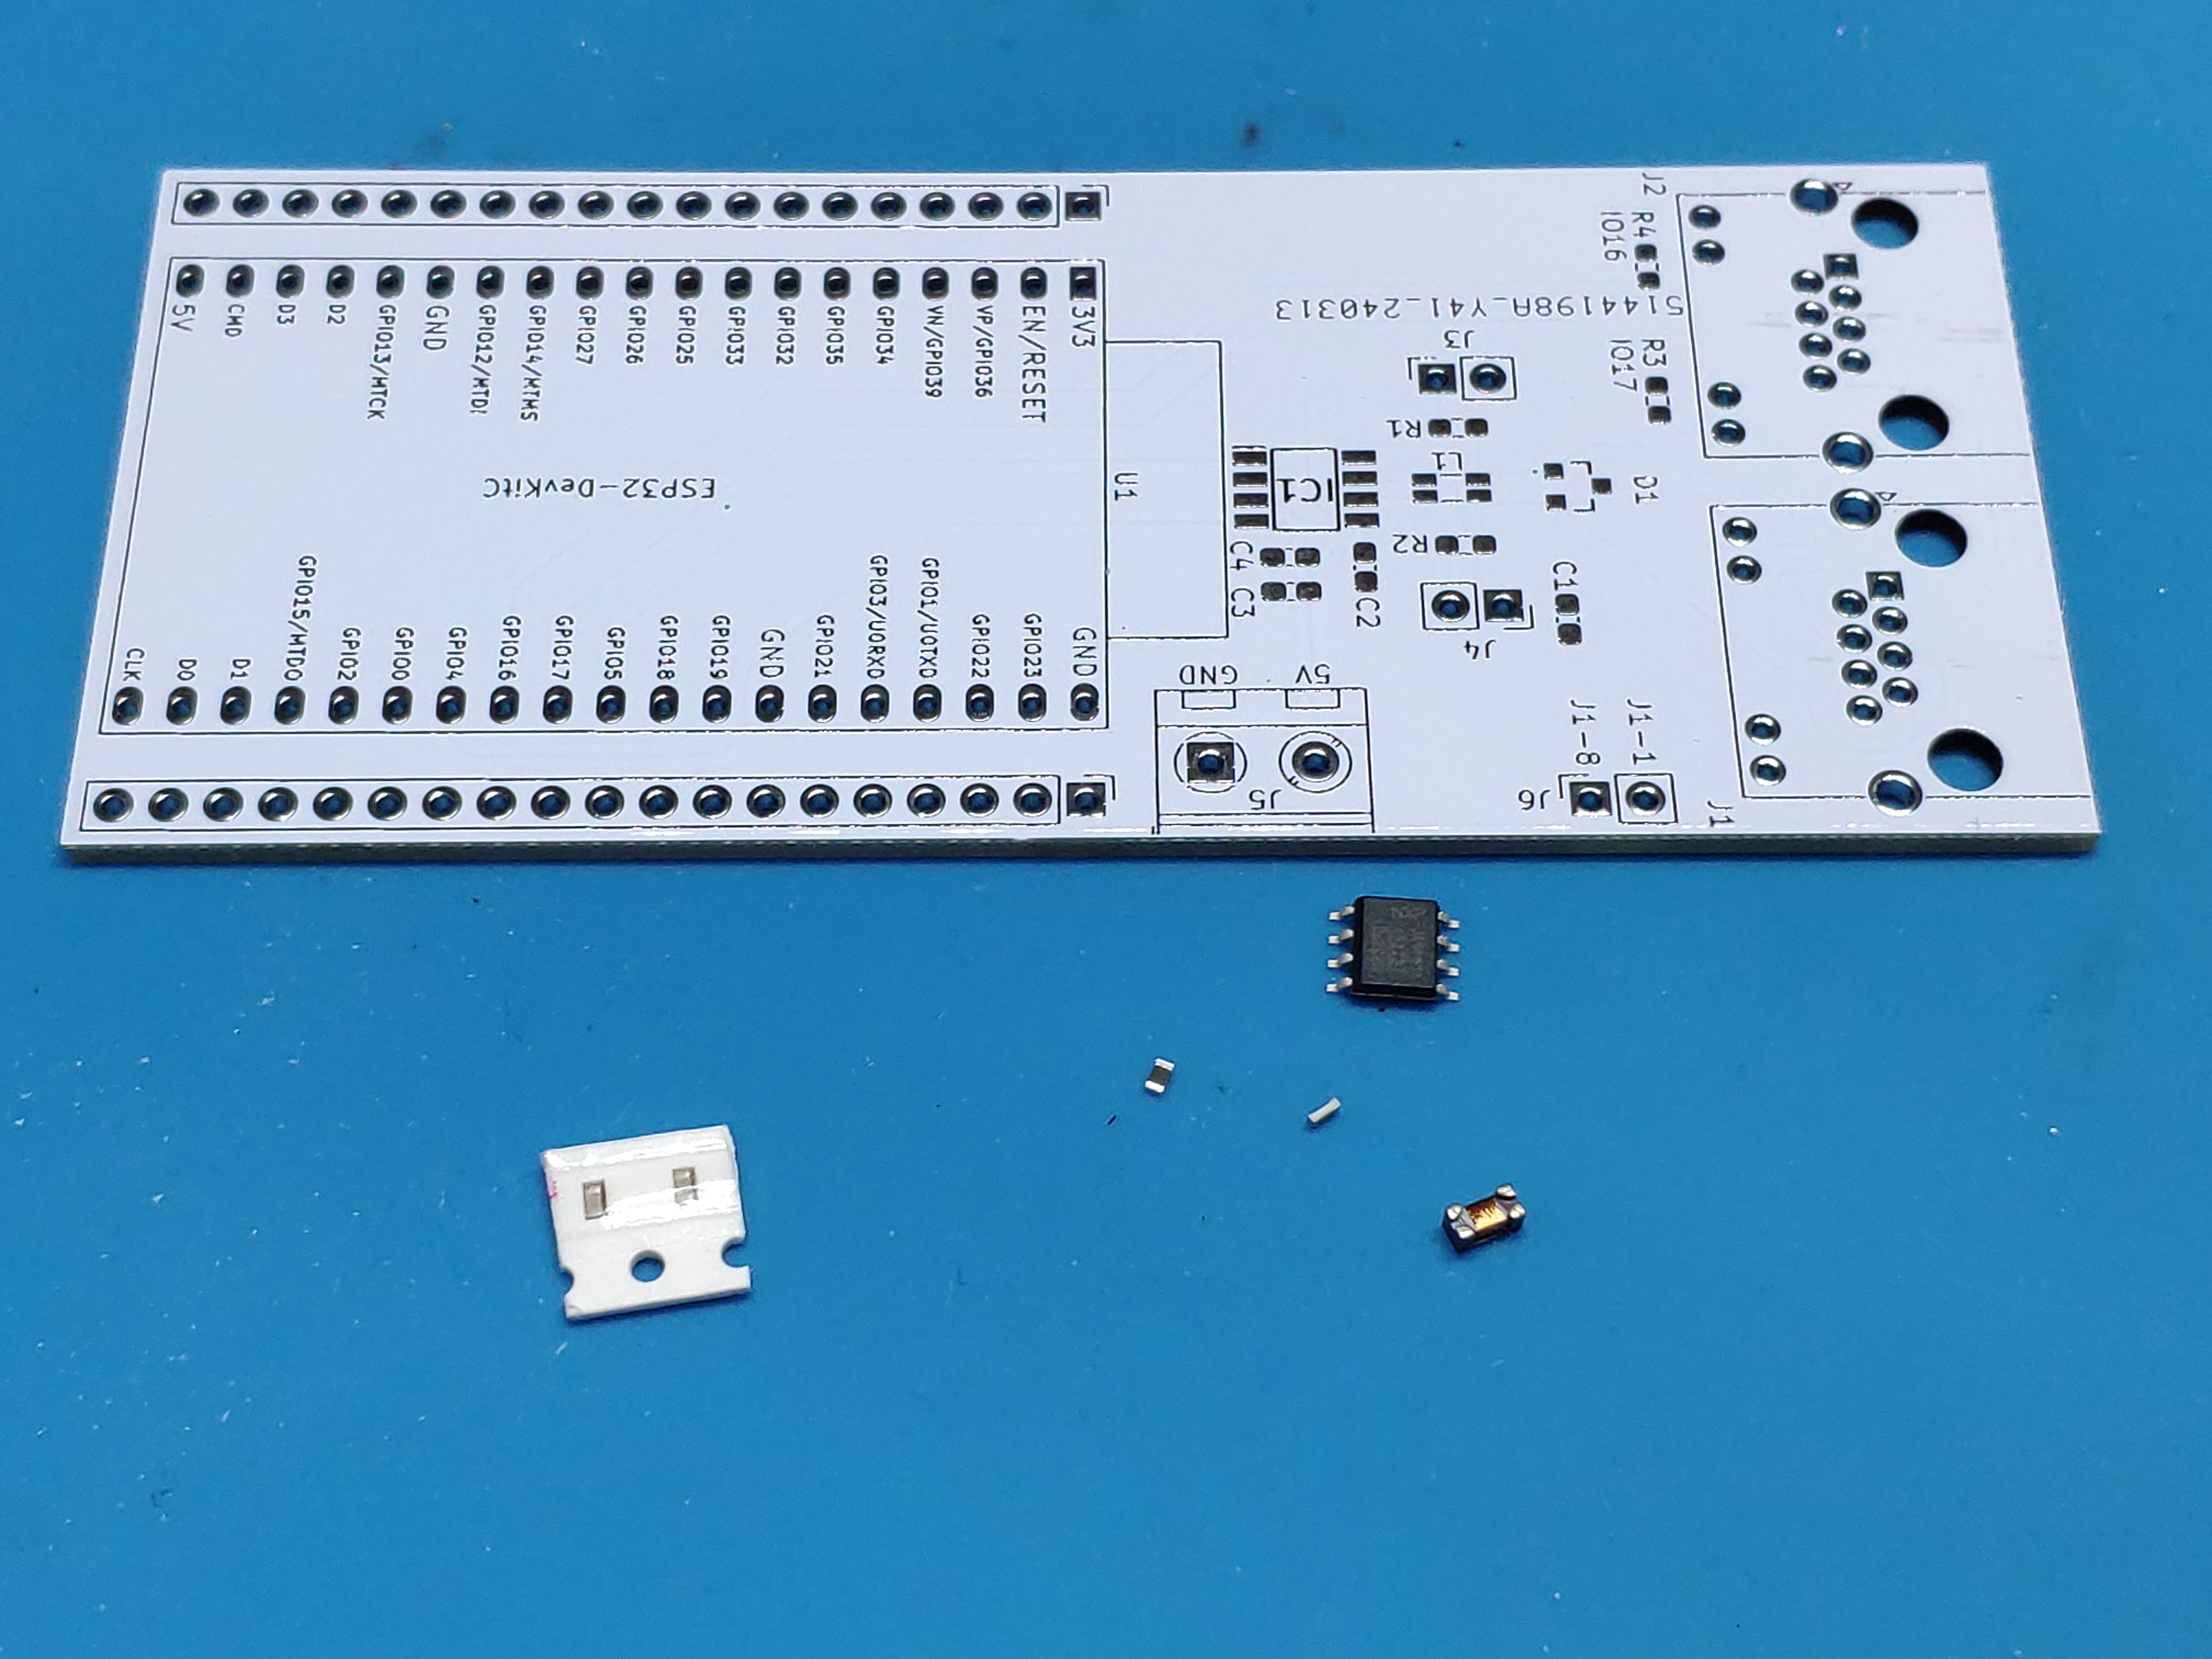 J2
R4
IO16
5V
CMD
D3
D2
GPIO13/MTCK
GND
GPIO12/MTDI
GPIO14/MTMS
GPIO27
GPIO26
GPIO25
GPIO33
GPIO32
GPIO35
GPIO34
VN/GPIO39
VP/GPIO36
EN/RESET
3V3
5144198A_Y41_240313
J3
R3
IO17
R1
L1
U1
ESP32-DevKitC
IC1
D1
R2
C4
C3
C2
C1
J4
CLK
D0
D1
GPIO15/MTDO
GPIO2
GPIO0
GPIO4
GPIO16
GPIO17
GPIO5
GPIO18
GPIO19
GND
GPIO21
GPIO3/U0RXD
GPIO1/U0TXD
GPIO22
GPIO23
GND
GND
5V
J5
J1-8
J1-1
J6
J1